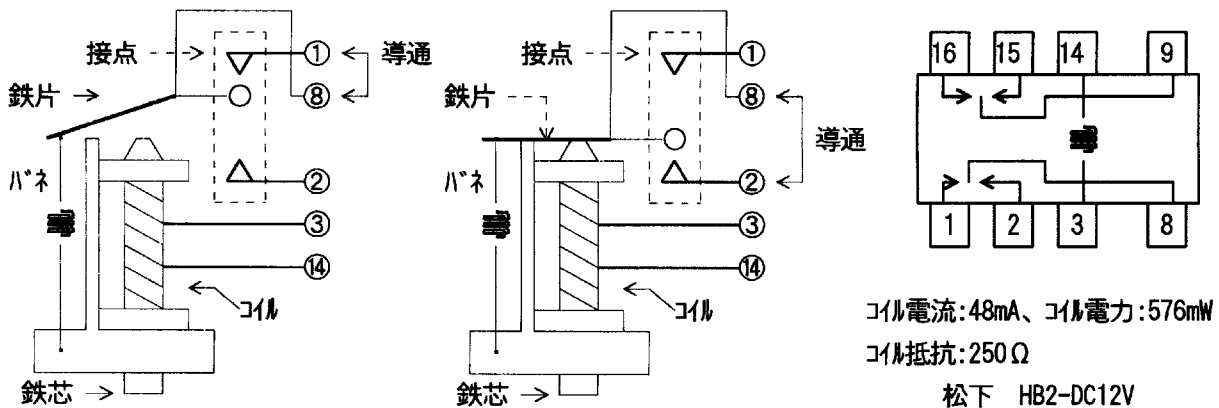 接点
①
導通
鉄片
⑧
バネ
②
③
⑭
コイル
鉄芯
接点
①
鉄片
⑧
導通
バネ
②
③
⑭
コイル
鉄芯
16 15 14 9
1 2 3 8
コイル電流:48mA、コイル電力:576mW
コイル抵抗:250Ω
松下 HB2-DC12V